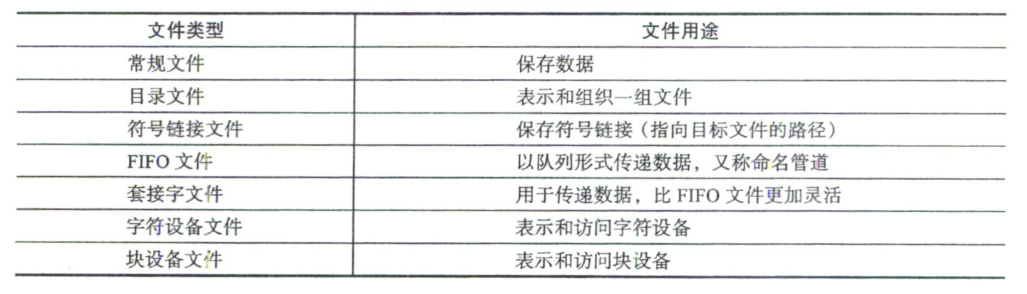 文件类型 文件用途
常规文件 保存数据
目录文件 表示和组织一组文件
符号链接文件 保存符号链接（指向目标文件的路径）
FIFO 文件 以队列形式传递数据，又称命名管道
套接字文件 用于传递数据，比 FIFO 文件更加灵活
字符设备文件 表示和访问字符设备
块设备文件 表示和访问块设备